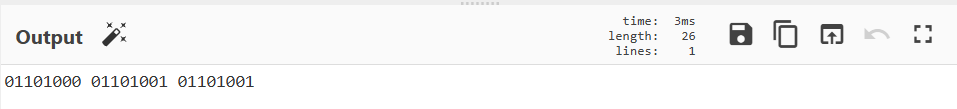 Output
time: 3ms
length: 26
lines: 1
01101000 01101001 01101001